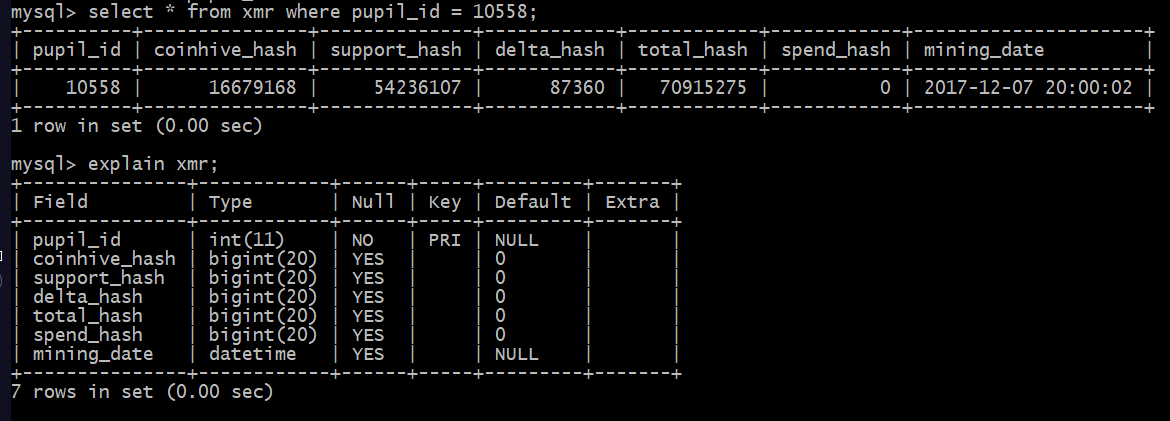 mysql> select * from xmr where pupil_id = 10558;
+----------+---------------+--------------+------------+------------+------------+---------------------+
| pupil_id | coinhive_hash | support_hash | delta_hash | total_hash | spend_hash | mining_date         |
+----------+---------------+--------------+------------+------------+------------+---------------------+
|    10558 |      16679168 |     54236107 |      87360 |   70915275 |          0 | 2017-12-07 20:00:02 |
+----------+---------------+--------------+------------+------------+------------+---------------------+
1 row in set (0.00 sec)
mysql> explain xmr;
+---------------+------------+------+-----+---------+-------+
| Field         | Type       | Null | Key | Default | Extra |
+---------------+------------+------+-----+---------+-------+
| pupil_id      | int(11)    | NO   | PRI | NULL    |       |
| coinhive_hash | bigint(20) | YES  |     | 0       |       |
| support_hash  | bigint(20) | YES  |     | 0       |       |
| delta_hash    | bigint(20) | YES  |     | 0       |       |
| total_hash    | bigint(20) | YES  |     | 0       |       |
| spend_hash    | bigint(20) | YES  |     | 0       |       |
| mining_date   | datetime   | YES  |     | NULL    |       |
+---------------+------------+------+-----+---------+-------+
7 rows in set (0.00 sec)